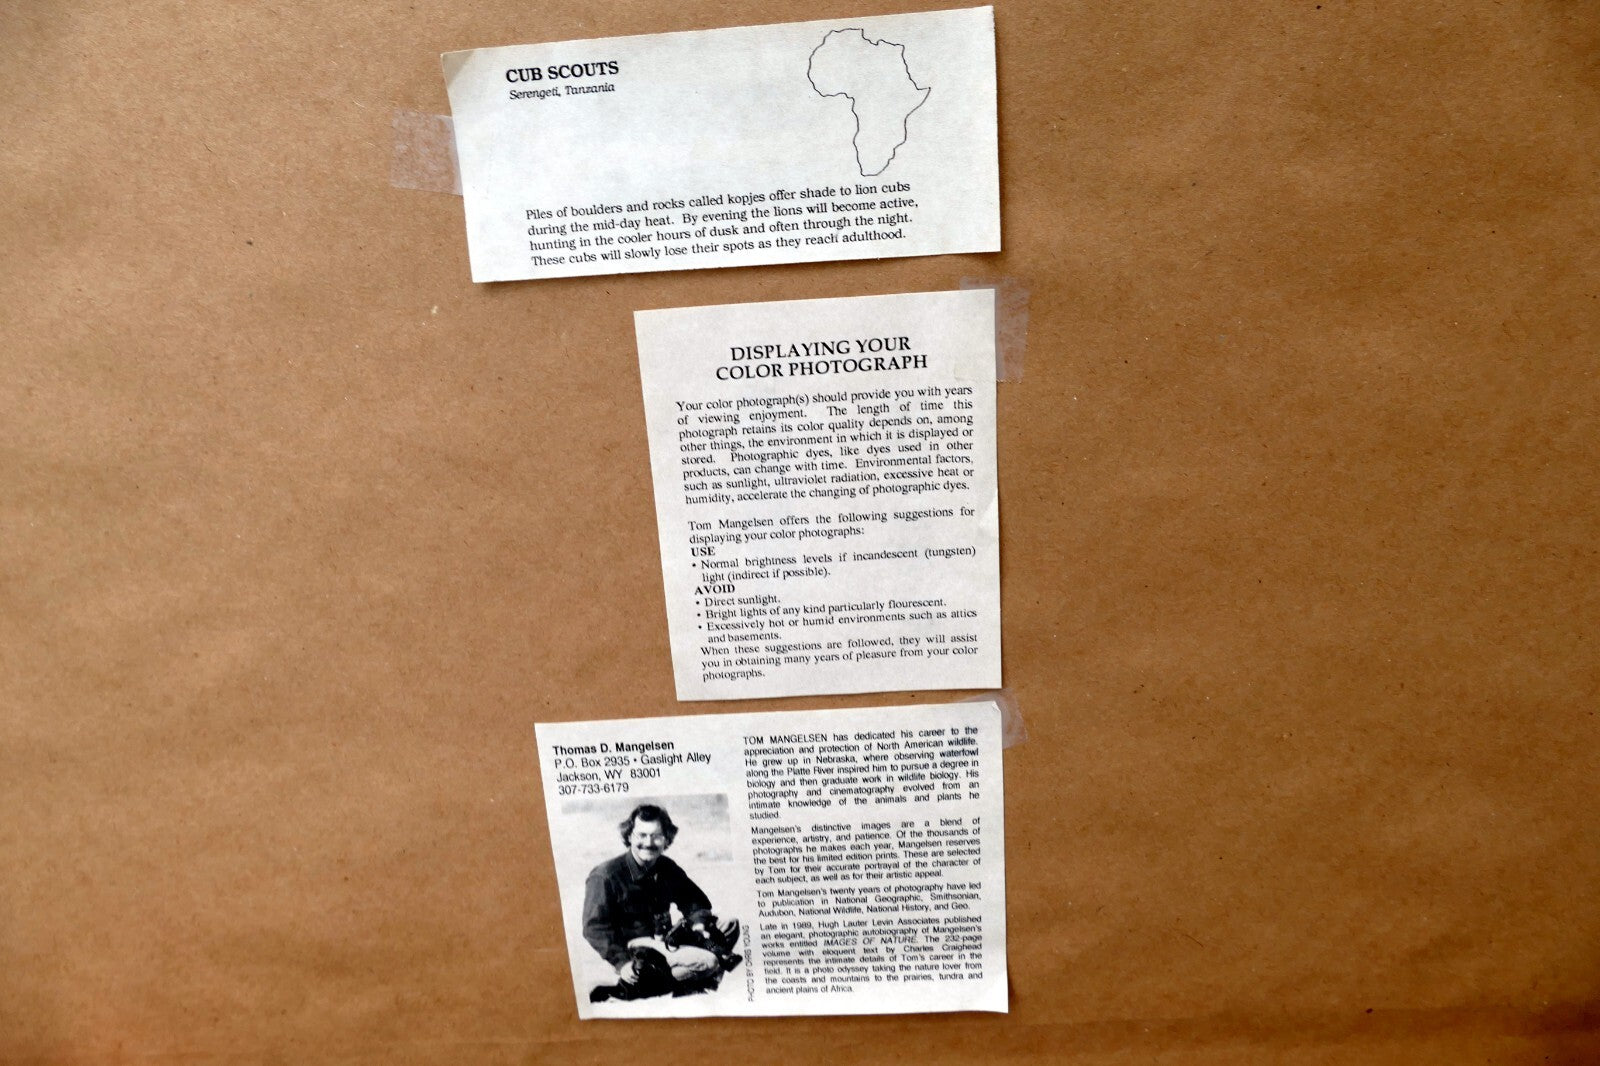 CUB SCOUTS
Serengeti, Tanzania
Piles of boulders and rocks called kopjes offer shade to lion cubs
during the mid-day heat. By evening the lions will become active,
hunting in the cooler hours of dusk and often through the night.
These cubs will slowly lose their spots as they reach adulthood.
DISPLAYING YOUR
COLOR PHOTOGRAPH
Your color photograph(s) should provide you with years
of viewing enjoyment. The length of time this
photograph retains its color quality depends on, among
other things, the environment in which it is displayed or
stored. Photographic dyes, like dyes used in other
products, can change with time. Environmental factors,
such as sunlight, ultraviolet radiation, excessive heat or
humidity, accelerate the changing of photographic dyes.
Tom Mangelsen offers the following suggestions for
displaying your color photographs:
USE
• Normal brightness levels if incandescent (tungsten)
light (indirect if possible).
AVOID
• Direct sunlight.
• Bright lights of any kind particularly flourescent.
• Excessively hot or humid environments such as attics
and basements.
When these suggestions are followed, they will assist
you in obtaining many years of pleasure from your color
photographs.
Thomas D. Mangelsen
P.O. Box 2935 • Gaslight Alley
Jackson, WY 83001
307-733-6179
PHOTO BY CHRIS YOUNG
TOM MANGELSEN has dedicated his career to the
appreciation and protection of North American wildlife.
He grew up in Nebraska, where observing waterfowl
along the Platte River inspired him to pursue a degree in
biology and then graduate work in wildlife biology. His
photography and cinematography evolved from an
intimate knowledge of the animals and plants he
studied.
Mangelsen's distinctive images are a blend of
experience, artistry, and patience. Of the thousands of
photographs he makes each year, Mangelsen reserves
the best for his limited edition prints. These are selected
by Tom for their accurate portrayal of the character of
each subject, as well as for their artistic appeal.
Tom Mangelsen's twenty years of photography have led
to publication in National Geographic, Smithsonian,
Audubon, National Wildlife, National History, and Geo.
Late in 1989, Hugh Lauter Levin Associates published
an elegant, photographic autobiography of Mangelsen's
works entitled IMAGES OF NATURE. The 232-page
volume with eloquent text by Charles Craighead
represents the intimate details of Tom's career in the
field. It is a photo odyssey taking the nature lover from
the coasts and mountains to the prairies, tundra and
ancient plains of Africa.